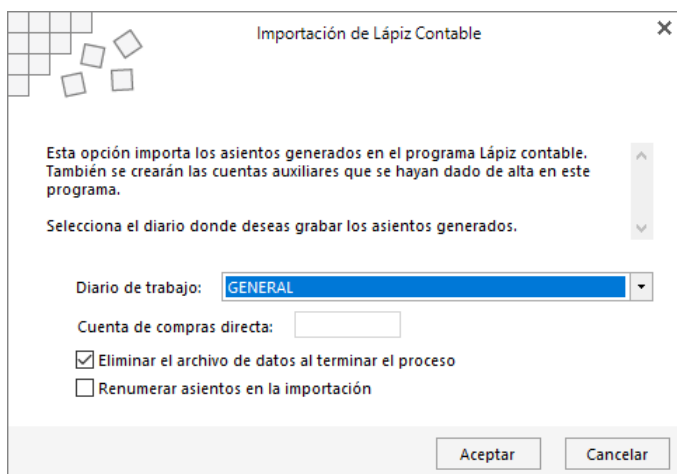 Importación de Lápiz Contable
Esta opción importa los asientos generados en el programa Lápiz contable.
También se crearán las cuentas auxiliares que se hayan dado de alta en este
programa.
Selecciona el diario donde deseas grabar los asientos generados.
Diario de trabajo: GENERAL
Cuenta de compras directa:
Eliminar el archivo de datos al terminar el proceso
Renumerar asientos en la importación
Aceptar Cancelar